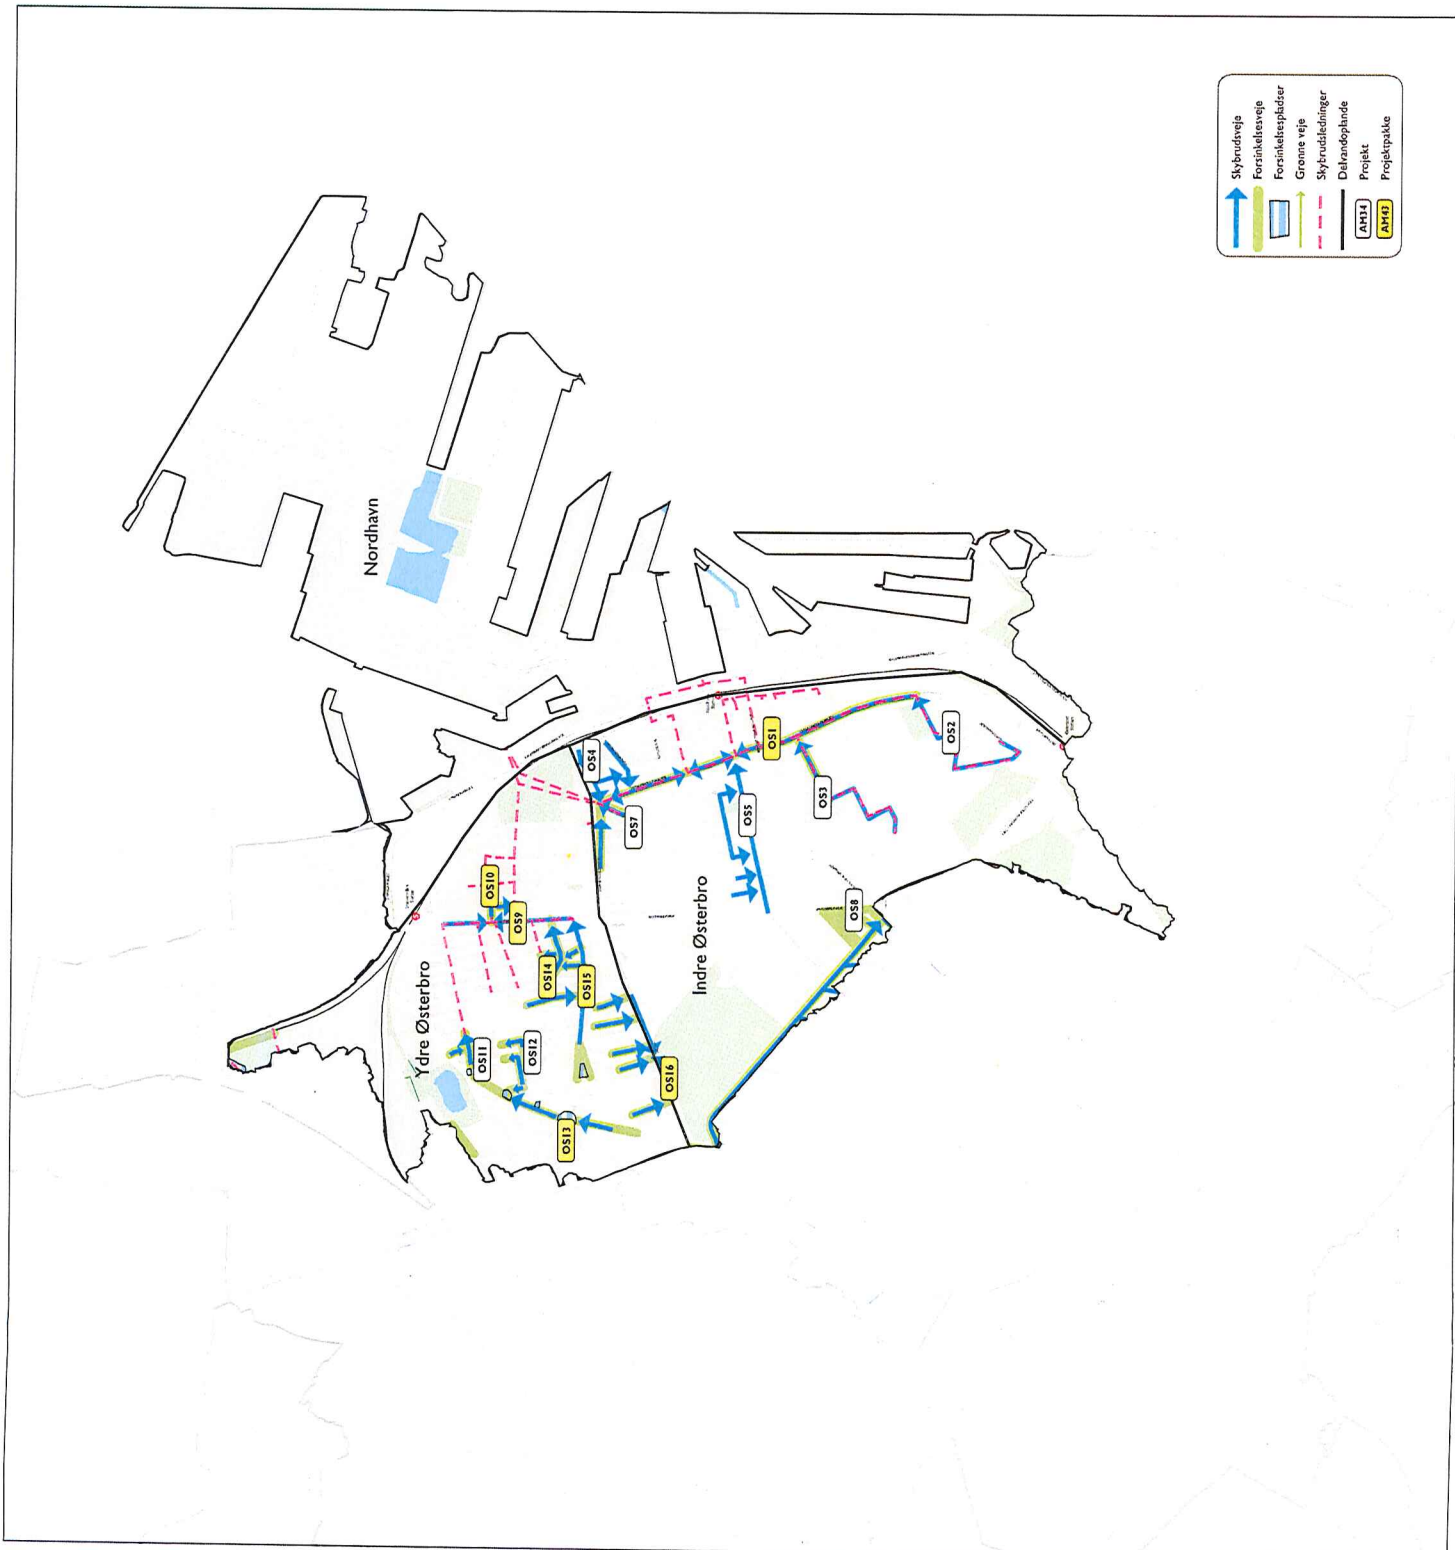 Skybrudsveje
Forsinkelsesveje
Forsinkelsespladser
Grønne veje
Skybrudsledninger
Delvandoplande
AM34 Projekt
AM43 Projektpakke
Nordhavn
Ydre Østerbro
Indre Østerbro
OS1
OS2
OS3
OS4
OS5
OS7
OS8
OS9
OS10
OS11
OS12
OS13
OS14
OS15
OS16